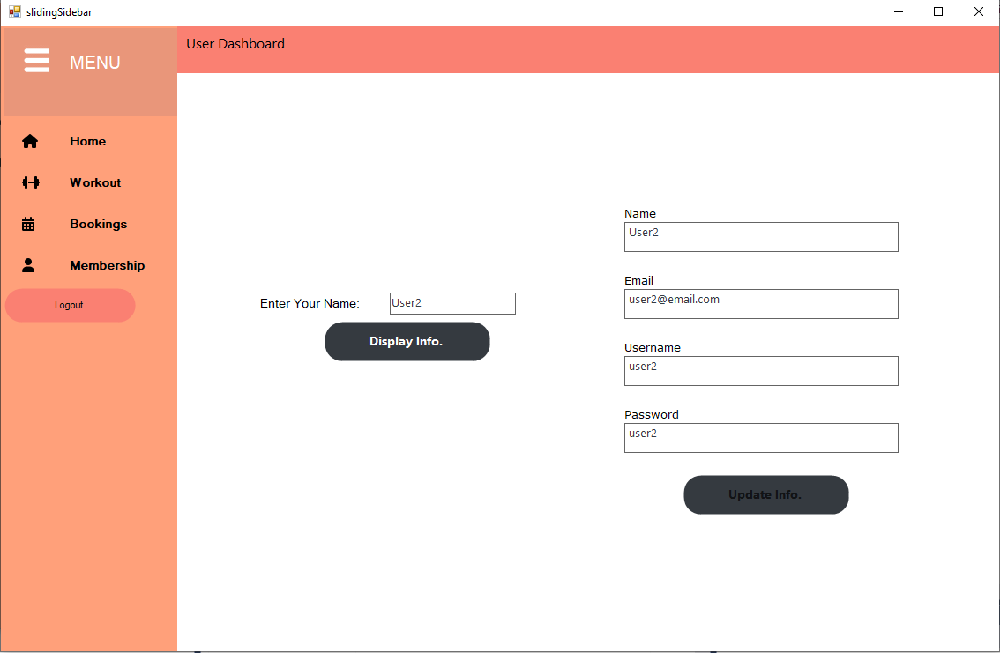 slidingSidebar
MENU
User Dashboard
Home
Workout
Bookings
Membership
Logout
Enter Your Name: User2
Display Info.
Name
User2
Email
user2@email.com
Username
user2
Password
user2
Update Info.